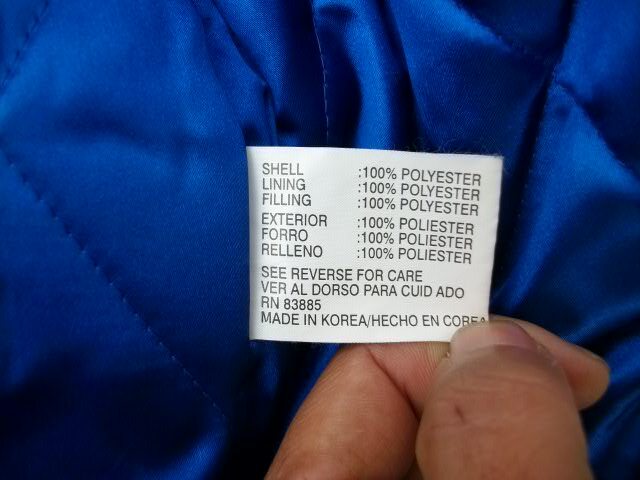 SHELL :100% POLYESTER
LINING :100% POLYESTER
FILLING :100% POLYESTER
EXTERIOR :100% POLIESTER
FORRO :100% POLIESTER
RELLENO :100% POLIESTER
SEE REVERSE FOR CARE
VER AL DORSO PARA CUID ADO
RN 83885
MADE IN KOREA/HECHO EN COREA